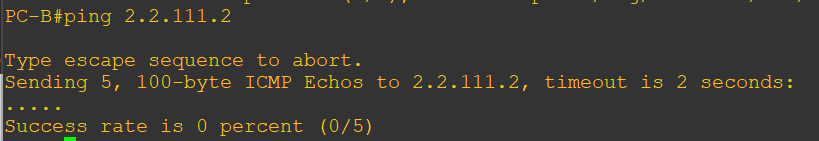 PC-B#ping 2.2.111.2
Type escape sequence to abort.
Sending 5, 100-byte ICMP Echos to 2.2.111.2, timeout is 2 seconds:
.....
Success rate is 0 percent (0/5)